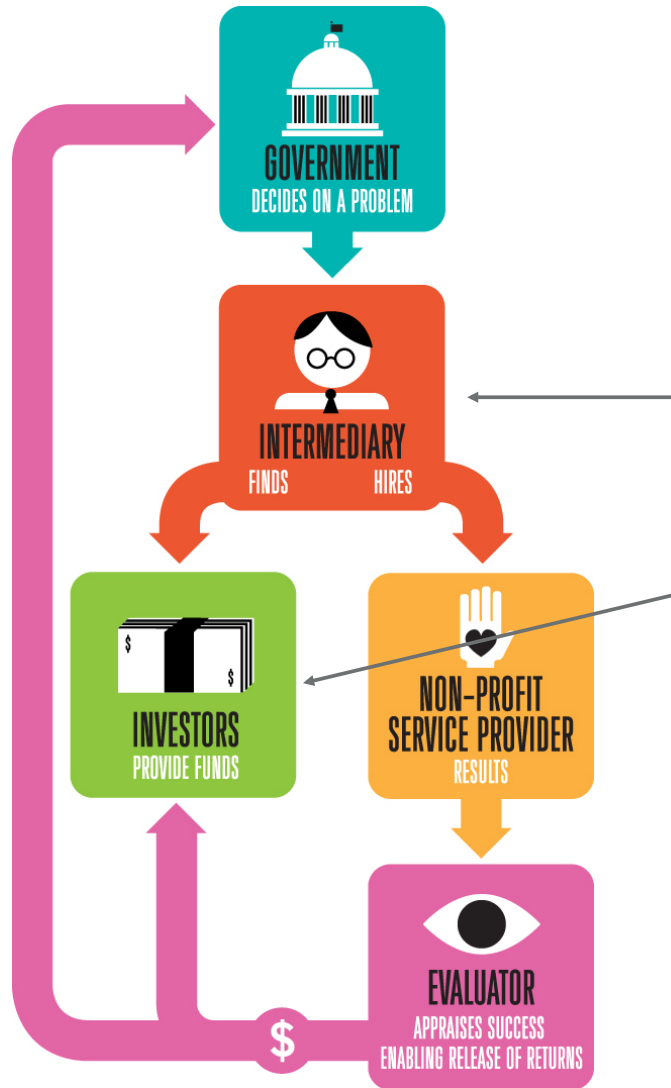 GOVERNMENT
DECIDES ON A PROBLEM
INTERMEDIARY
FINDS HIRES
$
$
INVESTORS
PROVIDE FUNDS
NON-PROFIT
SERVICE PROVIDER
RESULTS
EVALUATOR
APPRAISES SUCCESS
ENABLING RELEASE OF RETURNS
$